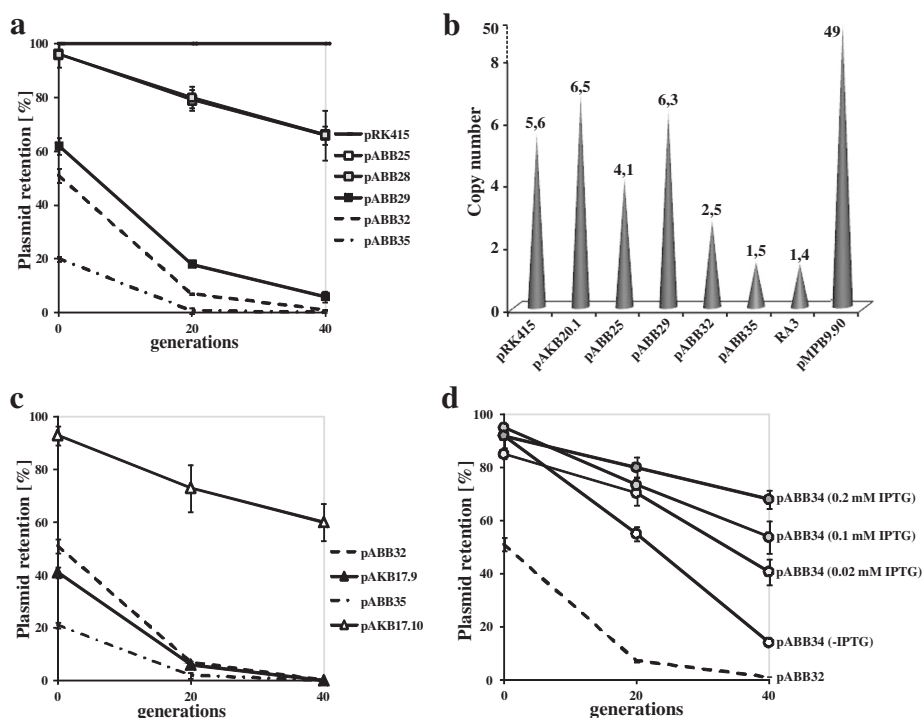 a
Plasmid retention [%]
100
80
60
40
20
0
0 20 40
generations
pRK415
pABB25
pABB28
pABB29
pABB32
pABB35
b
Copy number
50
8
6
4
2
0
5,6
6,5
4,1
6,3
2,5
1,5
1,4
49
pRK415
pAKB20.1
pABB25
pABB29
pABB32
pABB35
RA3
pMPB9.90
c
Plasmid retention [%]
100
80
60
40
20
0
0 20 40
generations
pABB32
pAKB17.9
pABB35
pAKB17.10
d
Plasmid retention [%]
100
80
60
40
20
0
0 20 40
generations
pABB34 (0.2 mM IPTG)
pABB34 (0.1 mM IPTG)
pABB34 (0.02 mM IPTG)
pABB34 (-IPTG)
pABB32